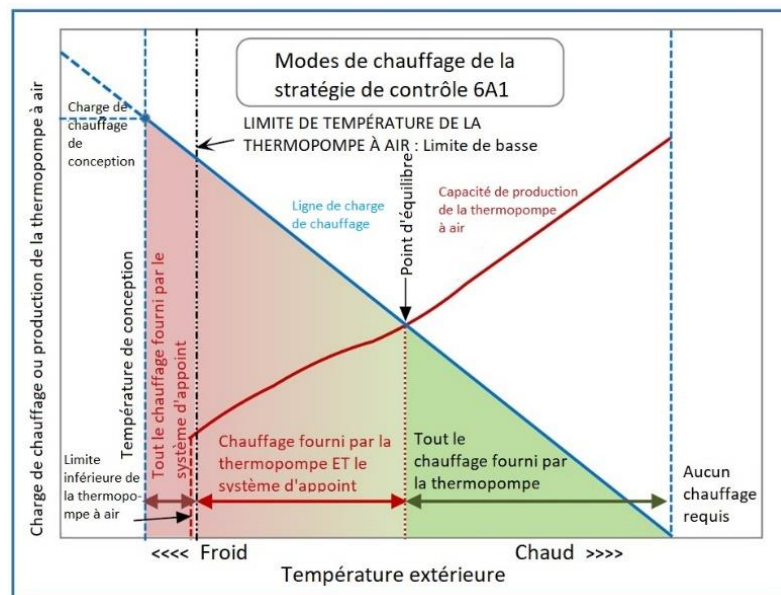 Modes de chauffage de la
stratégie de contrôle 6A1
Charge de chauffage ou production de la thermopompe à air
Charge de
chauffage
de
conception
LIMITE DE TEMPÉRATURE DE LA
THERMOPOMPE À AIR : Limite de basse
Ligne de charge
de chauffage
Point d'équilibre
Capacité de production
de la thermopompe
à air
Température de conception
Tout le chauffage fourni par le
système d'appoint
Limite
inférieure de
la thermopo-
mpe à air
Chauffage fourni par la
thermopompe ET le
système d'appoint
Tout le
chauffage fourni par
la thermopompe
Aucun
chauffage
requis
<<<< Froid
Chaud >>>>
Température extérieure